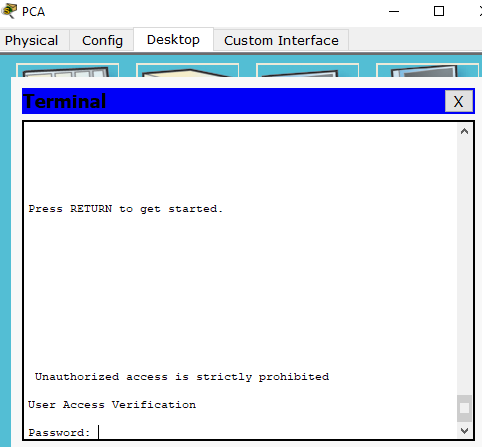 PCA
Physical Config Desktop Custom Interface
Terminal X
Press RETURN to get started.
Unauthorized access is strictly prohibited
User Access Verification
Password: